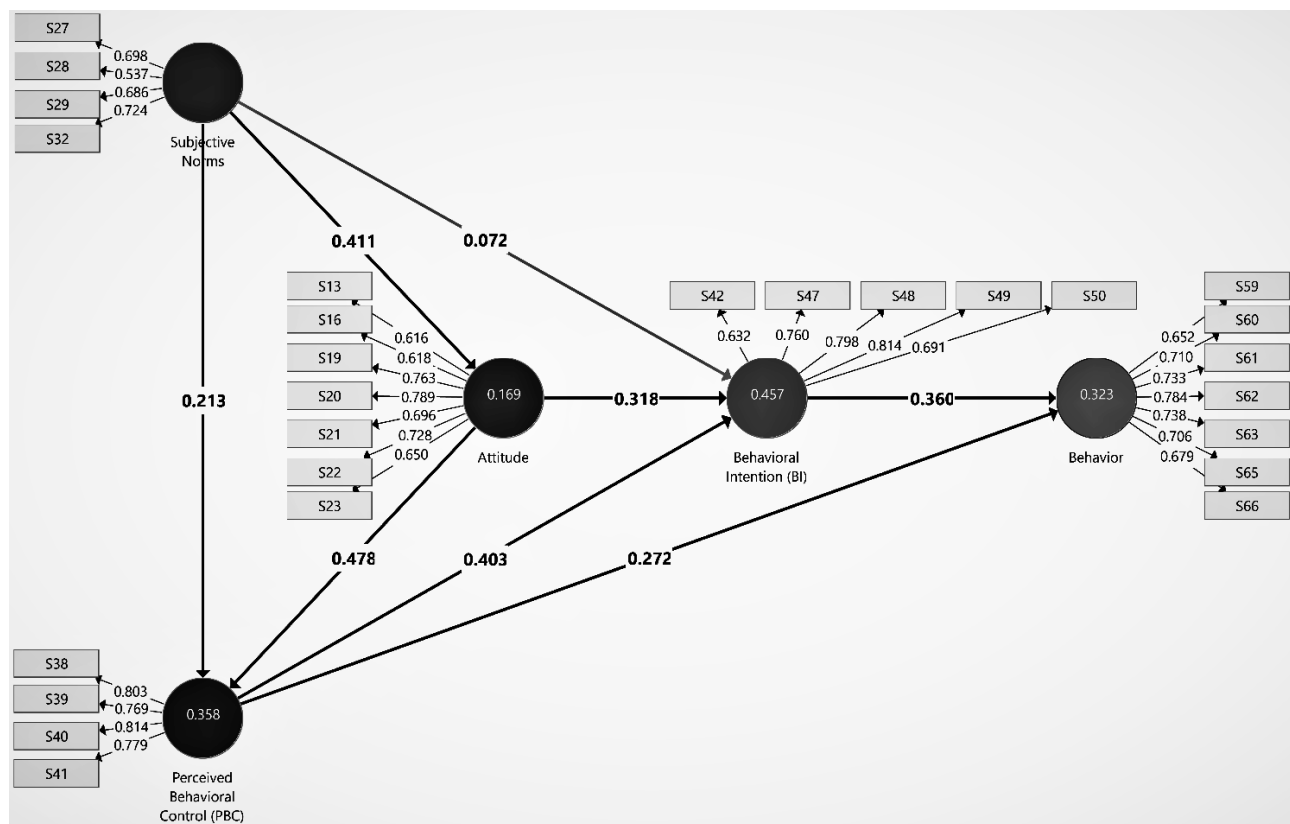 S27
0.698
S28
0.537
S29
0.686
0.724
S32
Subjective
Norms
0.411
0.072
0.213
S13
S16
S19
S20
S21
S22
S23
0.616
0.618
0.763
0.789
0.696
0.728
0.650
0.169
Attitude
S42
S47
S48
S49
S50
0.632
0.760
0.798
0.814
0.691
0.318
0.457
Behavioral
Intention (BI)
0.360
0.323
Behavior
S59
S60
S61
S62
S63
S65
S66
0.652
0.710
0.733
0.784
0.738
0.706
0.679
0.478
0.403
0.272
S38
S39
S40
S41
0.803
0.769
0.814
0.779
0.358
Perceived
Behavioral
Control (PBC)